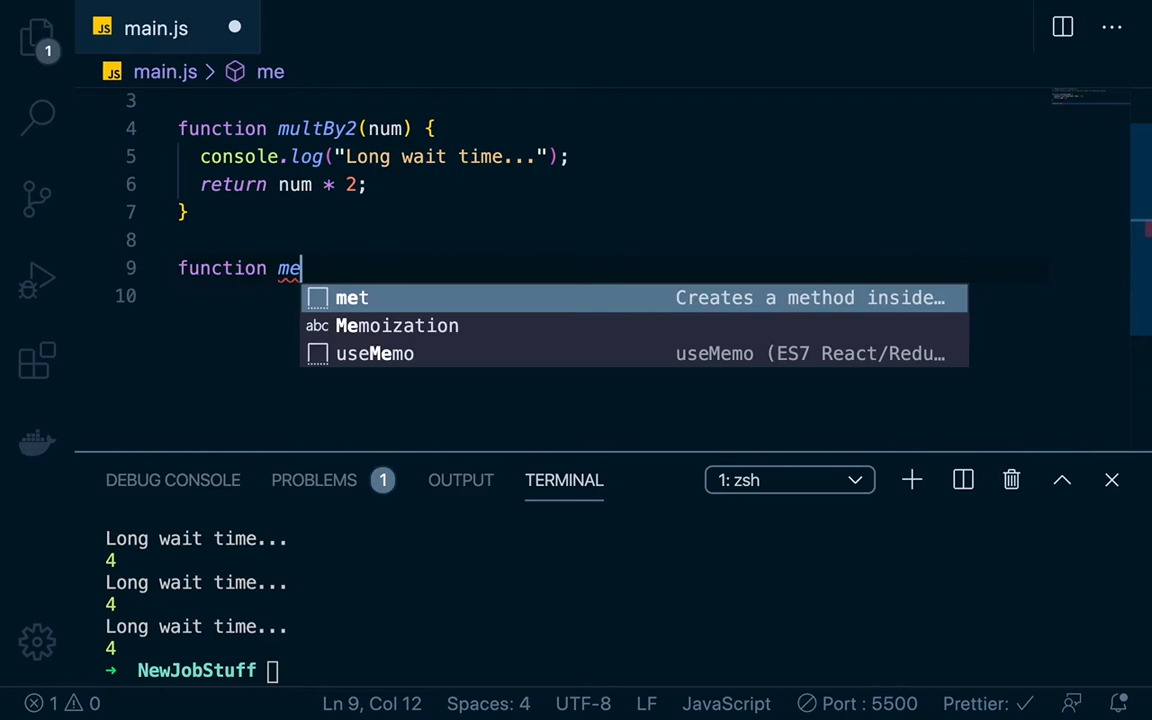 1
JS main.js
JS main.js > me
3
4 function multBy2(num) {
5 console.log("Long wait time...");
6 return num * 2;
7 }
8
9 function me
10
met Creates a method inside…
abc Memoization
useMemo useMemo (ES7 React/Redu…
DEBUG CONSOLE PROBLEMS 1 OUTPUT TERMINAL 1: zsh
Long wait time...
4
Long wait time...
4
Long wait time...
4
→ NewJobStuff
1 0 Ln 9, Col 12 Spaces: 4 UTF-8 LF JavaScript Port : 5500 Prettier: ✓